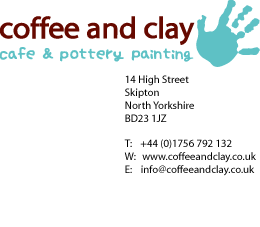 coffee and clay
cafe & pottery painting
14 High Street
Skipton
North Yorkshire
BD23 1JZ
T: +44 (0)1756 792 132
W: www.coffeeandclay.co.uk
E: info@coffeeandclay.co.uk